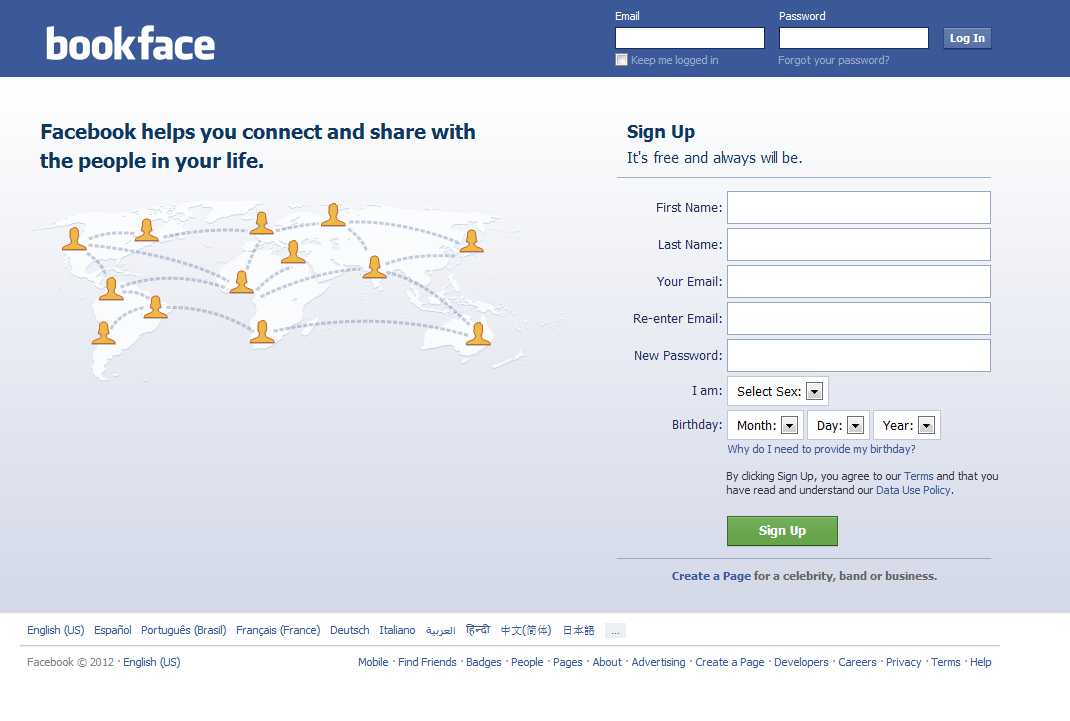 bookface
Email
Password
Log In
Keep me logged in
Forgot your password?
Facebook helps you connect and share with
the people in your life.
Sign Up
It's free and always will be.
First Name:
Last Name:
Your Email:
Re-enter Email:
New Password:
I am: Select Sex:
Birthday: Month: Day: Year:
Why do I need to provide my birthday?
By clicking Sign Up, you agree to our Terms and that you
have read and understand our Data Use Policy.
Sign Up
Create a Page for a celebrity, band or business.
English (US) Español Português (Brasil) Français (France) Deutsch Italiano العربية हिन्दी 中文(简体) 日本語 ...
Facebook © 2012 · English (US)
Mobile · Find Friends · Badges · People · Pages · About · Advertising · Create a Page · Developers · Careers · Privacy · Terms · Help